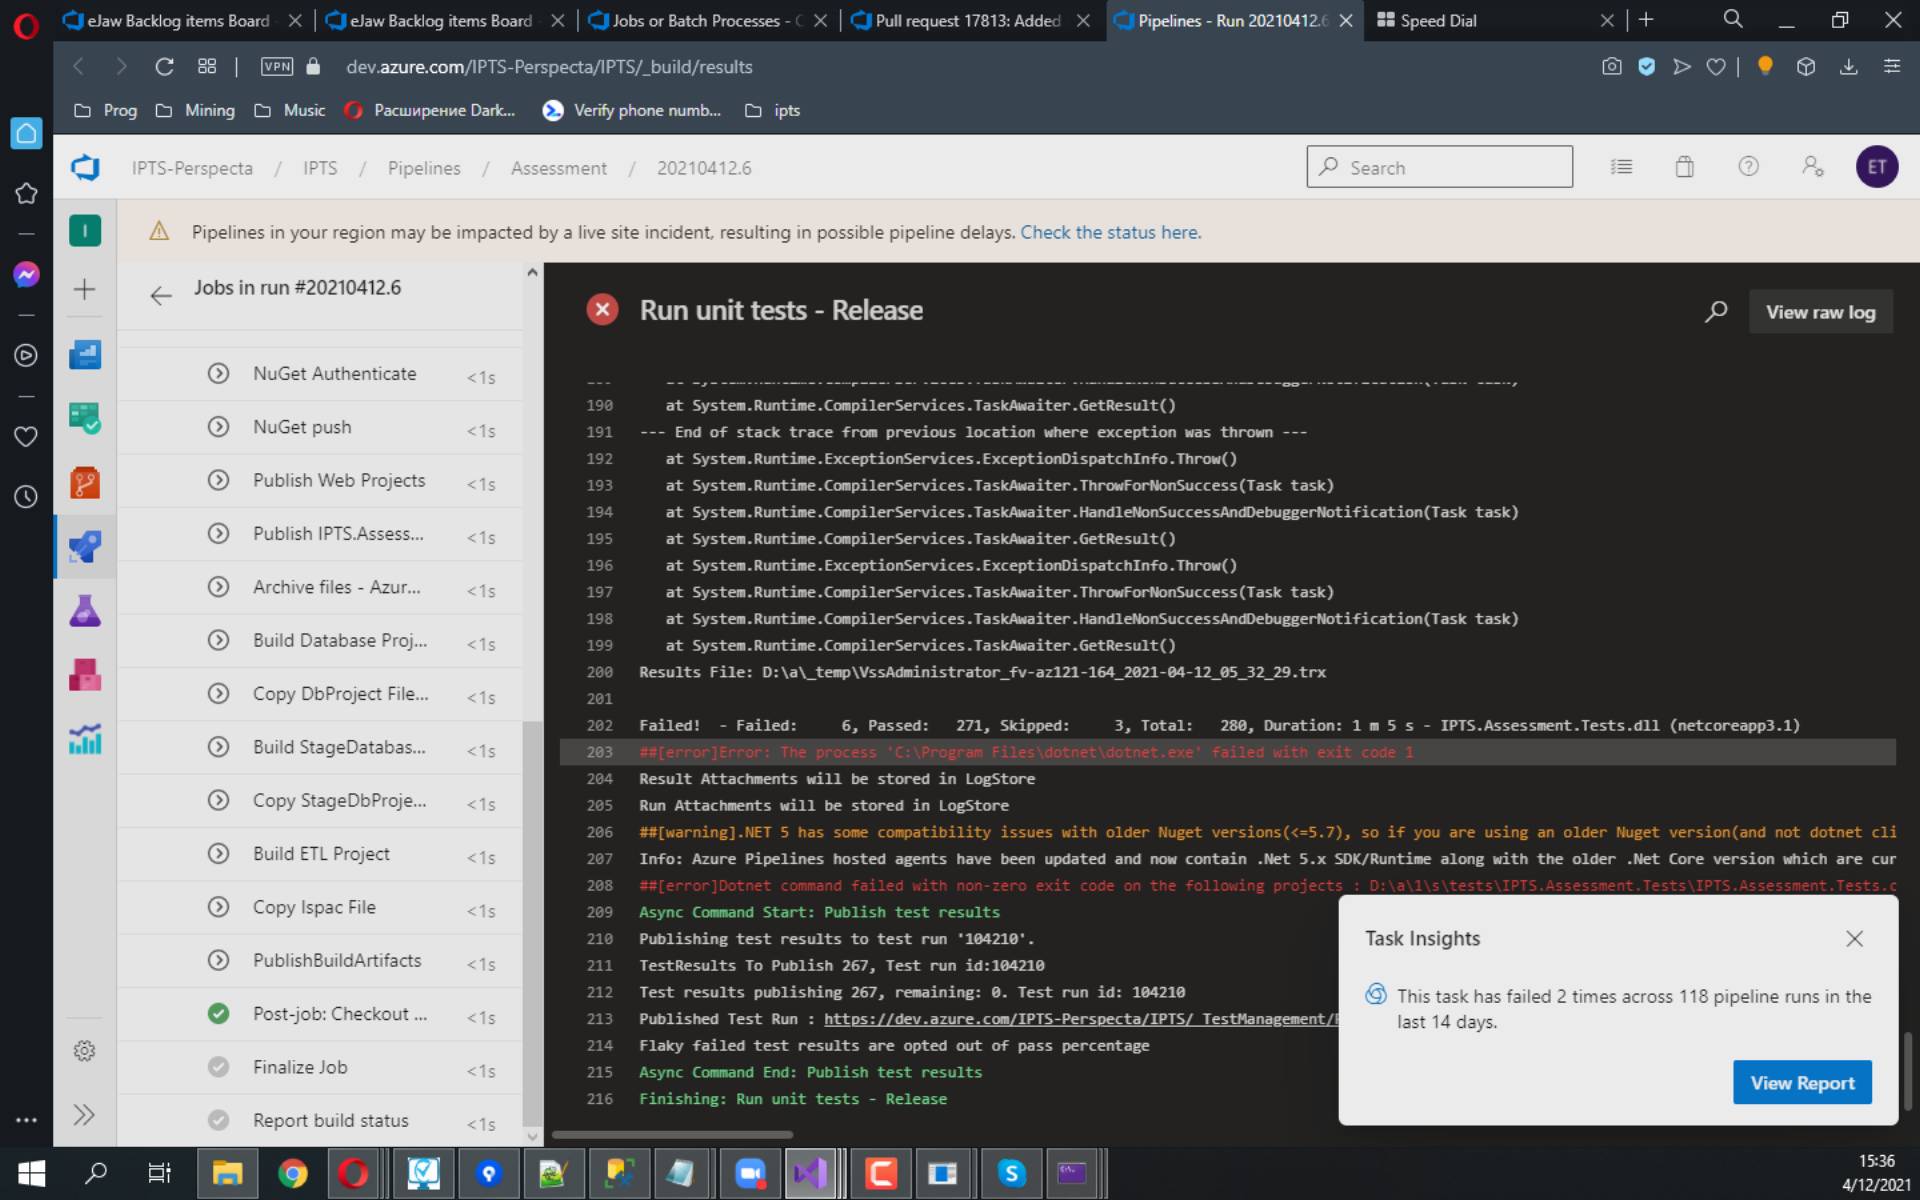 eJaw Backlog items Board
eJaw Backlog items Board
Jobs or Batch Processes - C
Pull request 17813: Added
Pipelines - Run 20210412.6
Speed Dial
VPN
dev.azure.com/IPTS-Perspecta/IPTS/_build/results
Prog
Mining
Music
Расширение Dark...
Verify phone numb...
ipts
IPTS-Perspecta / IPTS / Pipelines / Assessment / 20210412.6
Search
ET
I
Pipelines in your region may be impacted by a live site incident, resulting in possible pipeline delays. Check the status here.
Jobs in run #20210412.6
NuGet Authenticate <1s
NuGet push <1s
Publish Web Projects <1s
Publish IPTS.Assess... <1s
Archive files - Azur... <1s
Build Database Proj... <1s
Copy DbProject File... <1s
Build StageDatabas... <1s
Copy StageDbProje... <1s
Build ETL Project <1s
Copy Ispac File <1s
PublishBuildArtifacts <1s
Post-job: Checkout ... <1s
Finalize Job <1s
Report build status <1s
Run unit tests - Release
View raw log
190 at System.Runtime.CompilerServices.TaskAwaiter.GetResult()
191 --- End of stack trace from previous location where exception was thrown ---
192 at System.Runtime.ExceptionServices.ExceptionDispatchInfo.Throw()
193 at System.Runtime.CompilerServices.TaskAwaiter.ThrowForNonSuccess(Task task)
194 at System.Runtime.CompilerServices.TaskAwaiter.HandleNonSuccessAndDebuggerNotification(Task task)
195 at System.Runtime.CompilerServices.TaskAwaiter.GetResult()
196 at System.Runtime.ExceptionServices.ExceptionDispatchInfo.Throw()
197 at System.Runtime.CompilerServices.TaskAwaiter.ThrowForNonSuccess(Task task)
198 at System.Runtime.CompilerServices.TaskAwaiter.HandleNonSuccessAndDebuggerNotification(Task task)
199 at System.Runtime.CompilerServices.TaskAwaiter.GetResult()
200 Results File: D:\a\_temp\VssAdministrator_fv-az121-164_2021-04-12_05_32_29.trx
201
202 Failed! - Failed: 6, Passed: 271, Skipped: 3, Total: 280, Duration: 1 m 5 s - IPTS.Assessment.Tests.dll (netcoreapp3.1)
203 ##[error]Error: The process 'C:\Program Files\dotnet\dotnet.exe' failed with exit code 1
204 Result Attachments will be stored in LogStore
205 Run Attachments will be stored in LogStore
206 ##[warning].NET 5 has some compatibility issues with older Nuget versions(<=5.7), so if you are using an older Nuget version(and not dotnet cli
207 Info: Azure Pipelines hosted agents have been updated and now contain .Net 5.x SDK/Runtime along with the older .Net Core version which are cur
208 ##[error]Dotnet command failed with non-zero exit code on the following projects : D:\a\1\s\tests\IPTS.Assessment.Tests\IPTS.Assessment.Tests.c
209 Async Command Start: Publish test results
210 Publishing test results to test run '104210'.
211 TestResults To Publish 267, Test run id:104210
212 Test results publishing 267, remaining: 0. Test run id: 104210
213 Published Test Run : https://dev.azure.com/IPTS-Perspecta/IPTS/_TestManagement/
214 Flaky failed test results are opted out of pass percentage
215 Async Command End: Publish test results
216 Finishing: Run unit tests - Release
Task Insights
This task has failed 2 times across 118 pipeline runs in the
last 14 days.
View Report
15:36
4/12/2021